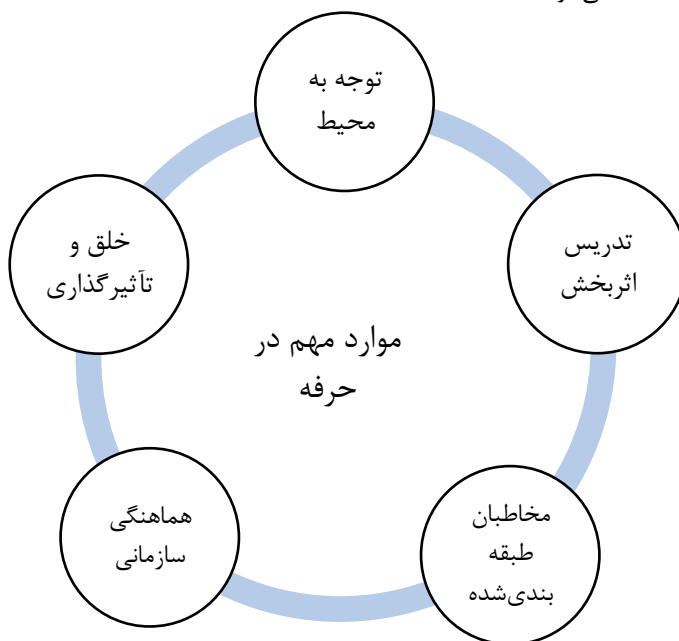 توجه به
محیط
تدریس
اثربخش
مخاطبان
طبقه
بندی‌شده
هماهنگی
سازمانی
خلق و
تآثیرگذاری
موارد مهم در
حرفه